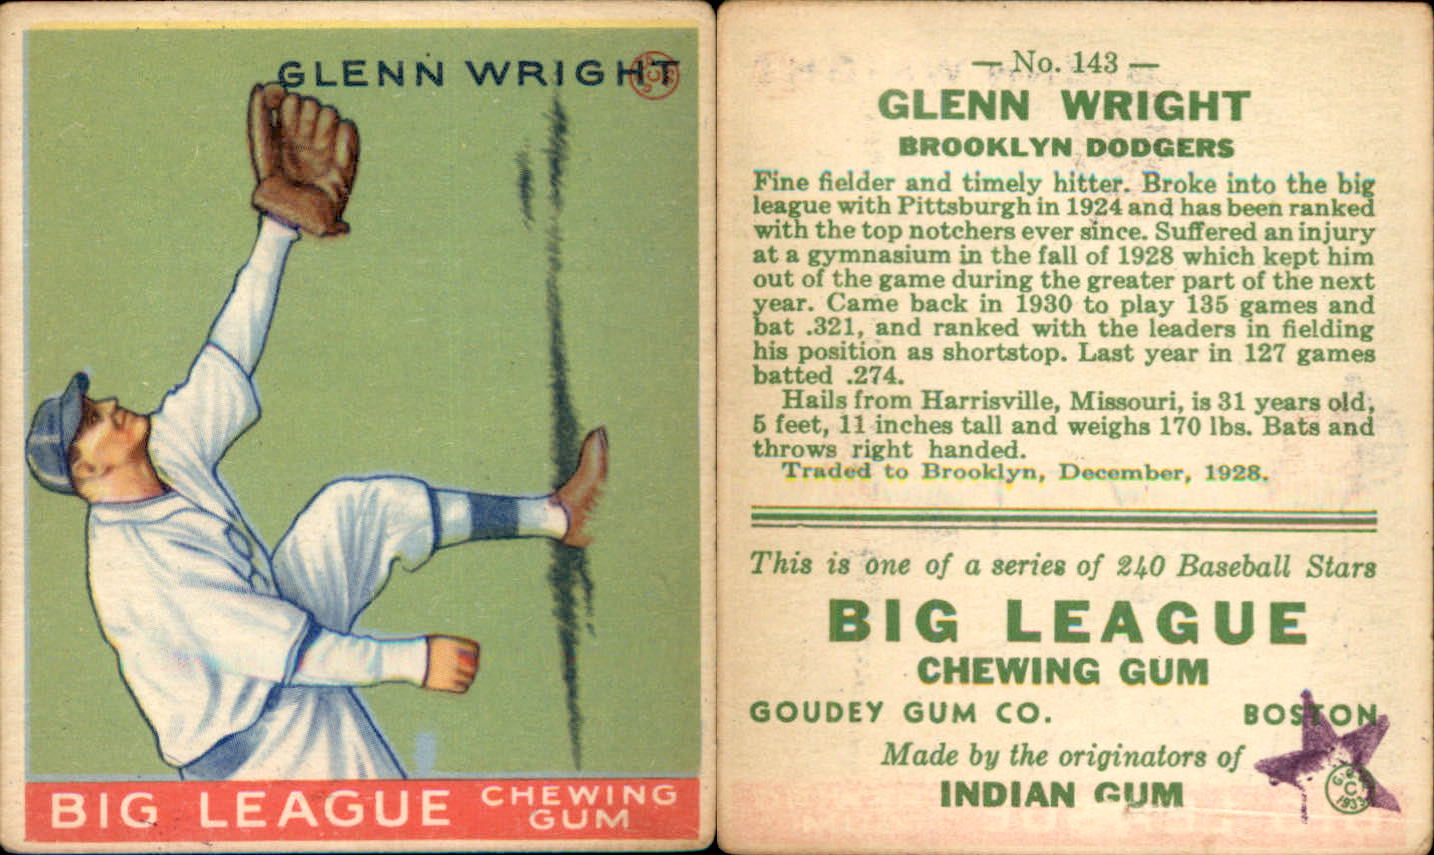 GLENN WRIGHT
BIG LEAGUE CHEWING GUM
— No. 143 —
GLENN WRIGHT
BROOKLYN DODGERS
Fine fielder and timely hitter. Broke into the big
league with Pittsburgh in 1924 and has been ranked
with the top notchers ever since. Suffered an injury
at a gymnasium in the fall of 1928 which kept him
out of the game during the greater part of the next
year. Came back in 1930 to play 135 games and
bat .321, and ranked with the leaders in fielding
his position as shortstop. Last year in 127 games
batted .274.
Hails from Harrisville, Missouri, is 31 years old,
5 feet, 11 inches tall and weighs 170 lbs. Bats and
throws right handed.
Traded to Brooklyn, December, 1928.
This is one of a series of 240 Baseball Stars
BIG LEAGUE
CHEWING GUM
GOUDEY GUM CO. BOSTON
Made by the originators of
INDIAN GUM
1933